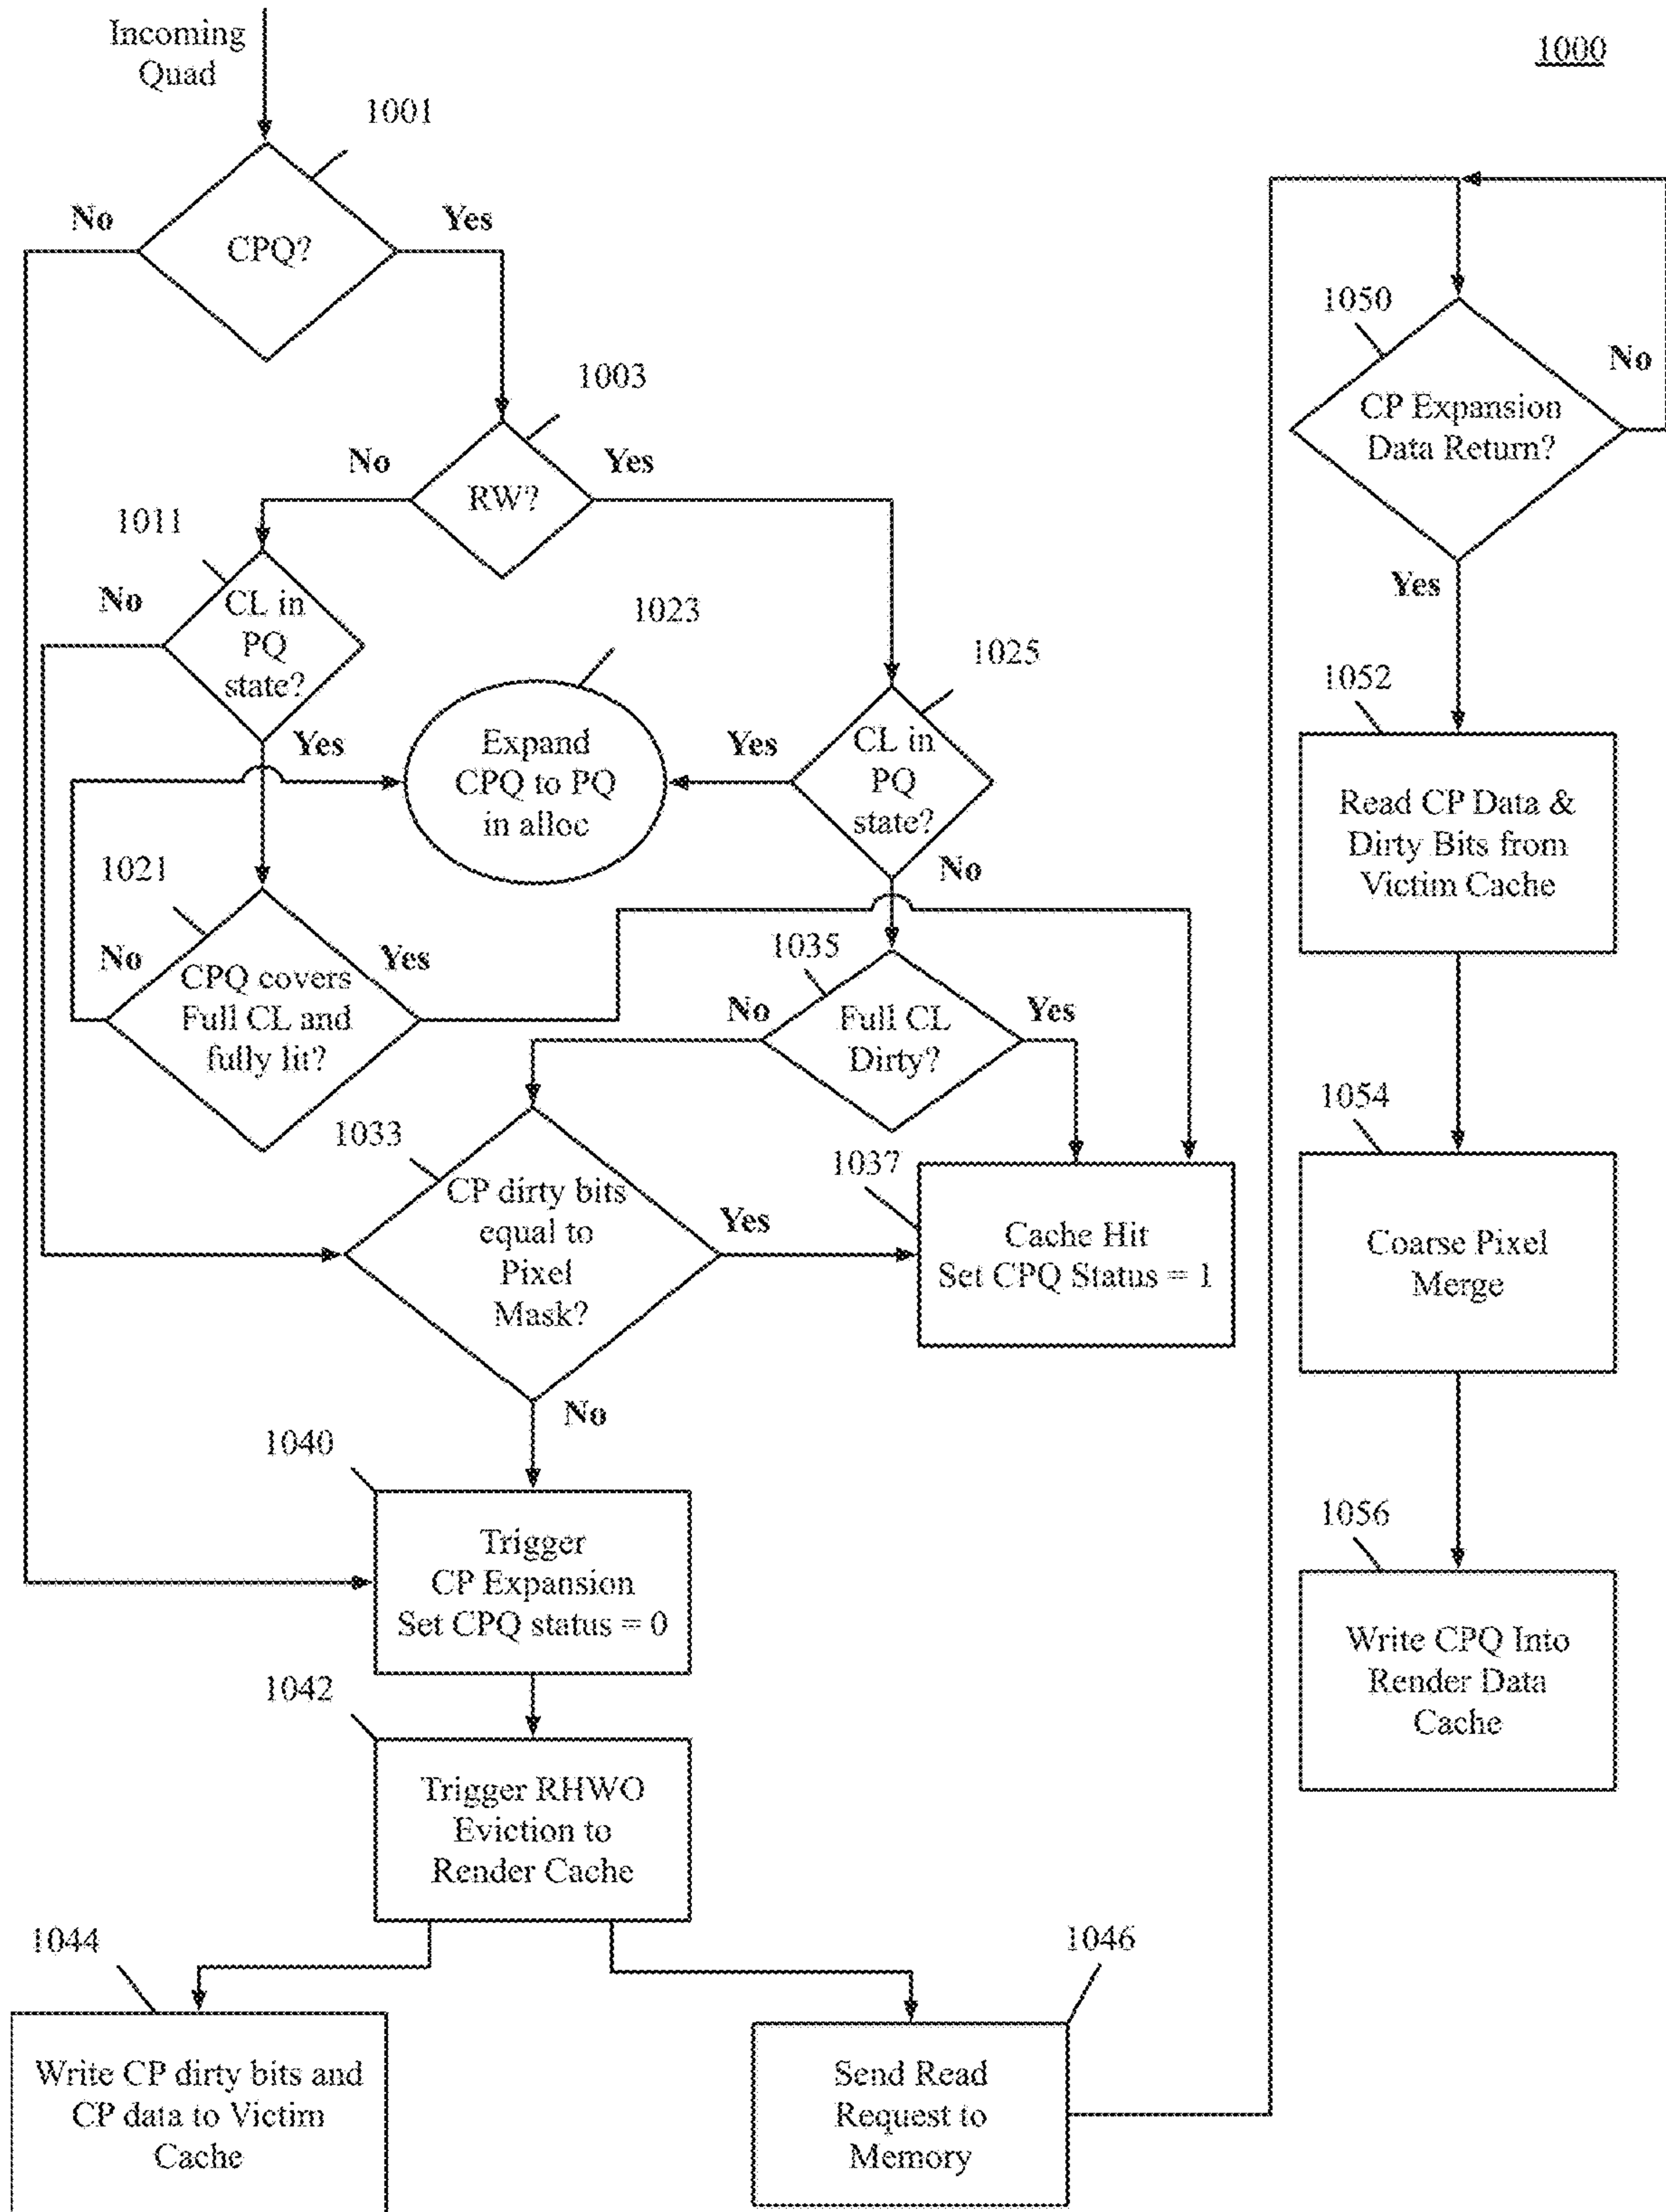 Incoming
Quad
1000
1001
No
Yes
CPQ?
1003
No
Yes
RW?
1011
No
CL in
PQ
state?
Yes
1023
Expand
CPQ to PQ
in alloc
1025
Yes
CL in
PQ
state?
No
1021
No
Yes
CPQ covers
Full CL and
fully lit?
1035
No
Yes
Full CL
Dirty?
1033
CP dirty bits
equal to
Pixel
Mask?
Yes
No
1037
Cache Hit
Set CPQ Status = 1
1040
Trigger
CP Expansion
Set CPQ status = 0
1042
Trigger RHWO
Eviction to
Render Cache
1044
Write CP dirty bits and
CP data to Victim
Cache
1046
Send Read
Request to
Memory
1050
No
CP Expansion
Data Return?
Yes
1052
Read CP Data &
Dirty Bits from
Victim Cache
1054
Coarse Pixel
Merge
1056
Write CPQ Into
Render Data
Cache